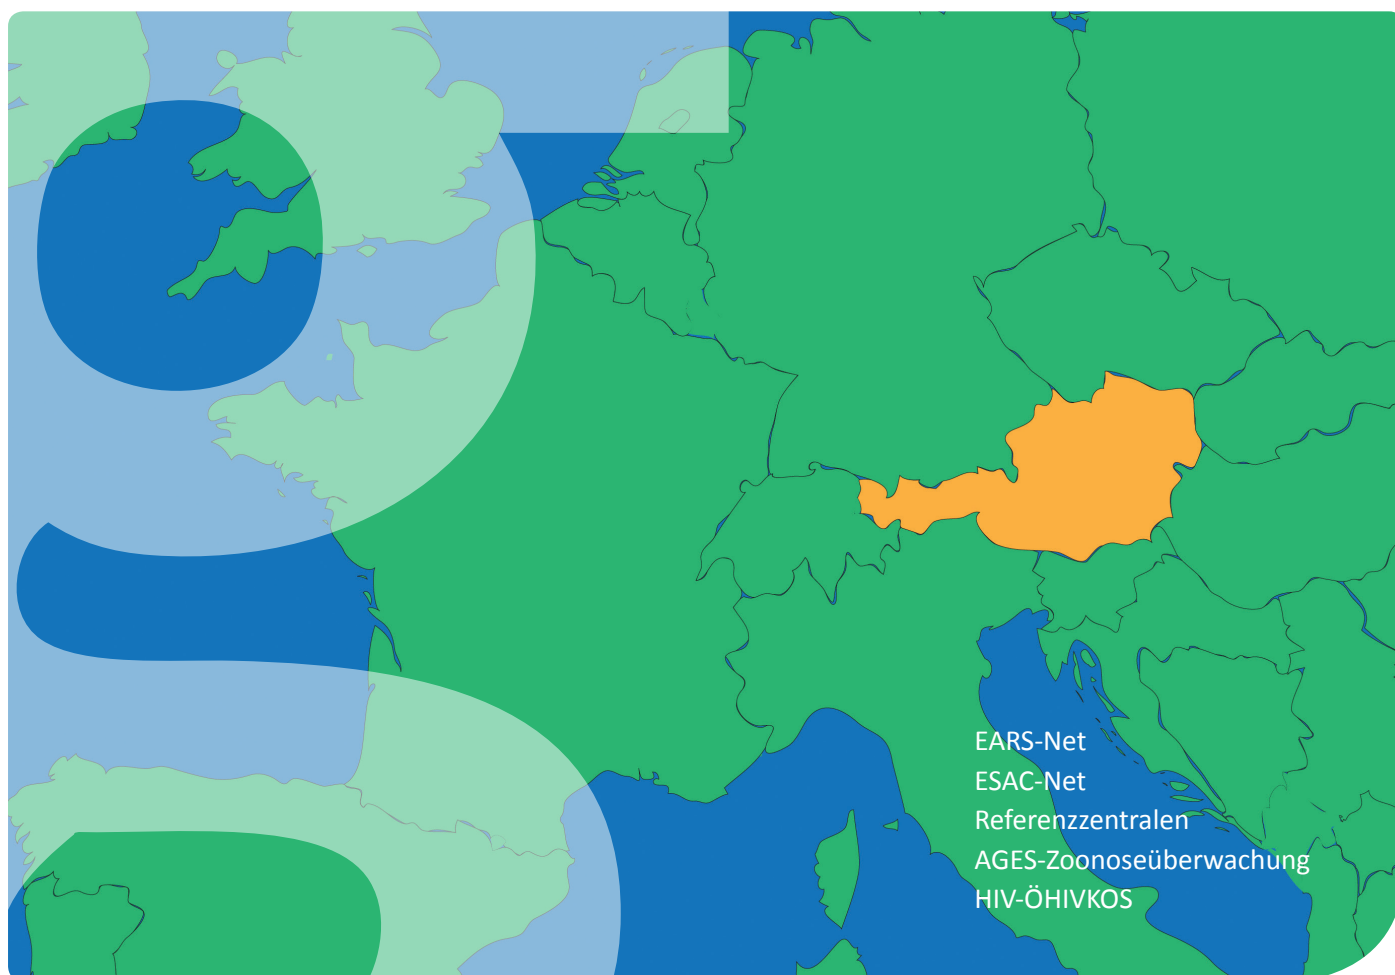 EARS-Net
ESAC-Net
Referenzzentralen
AGES-Zoonoseüberwachung
HIV-ÖHIVKOS